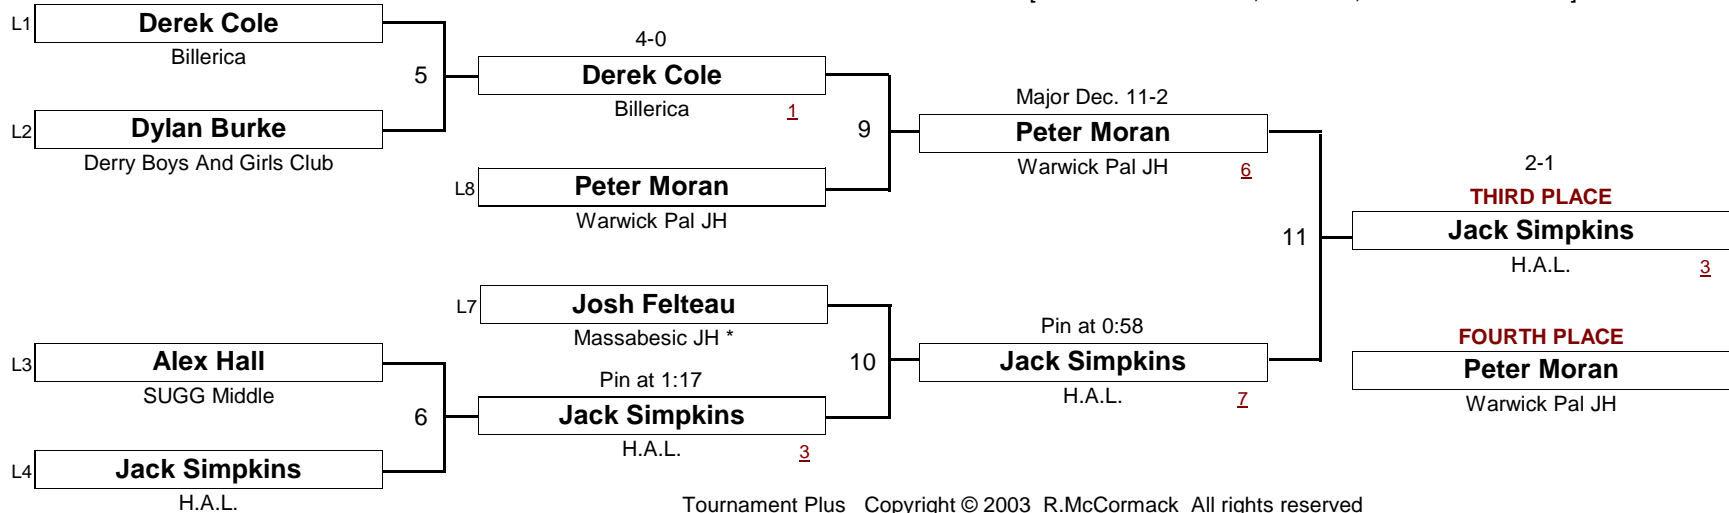 L1 Derek Cole
Billerica
5
L2 Dylan Burke
Derry Boys And Girls Club
4-0
Derek Cole
Billerica 1
9
L8 Peter Moran
Warwick Pal JH
Major Dec. 11-2
Peter Moran
Warwick Pal JH 6
11
2-1
THIRD PLACE
Jack Simpkins
H.A.L. 3
L7 Josh Felteau
Massabesic JH *
10
L3 Alex Hall
SUGG Middle
6
L4 Jack Simpkins
H.A.L.
Pin at 1:17
Jack Simpkins
H.A.L. 3
Pin at 0:58
Jack Simpkins
H.A.L. 7
FOURTH PLACE
Peter Moran
Warwick Pal JH
Tournament Plus Copyright © 2003 R.McCormack All rights reserved